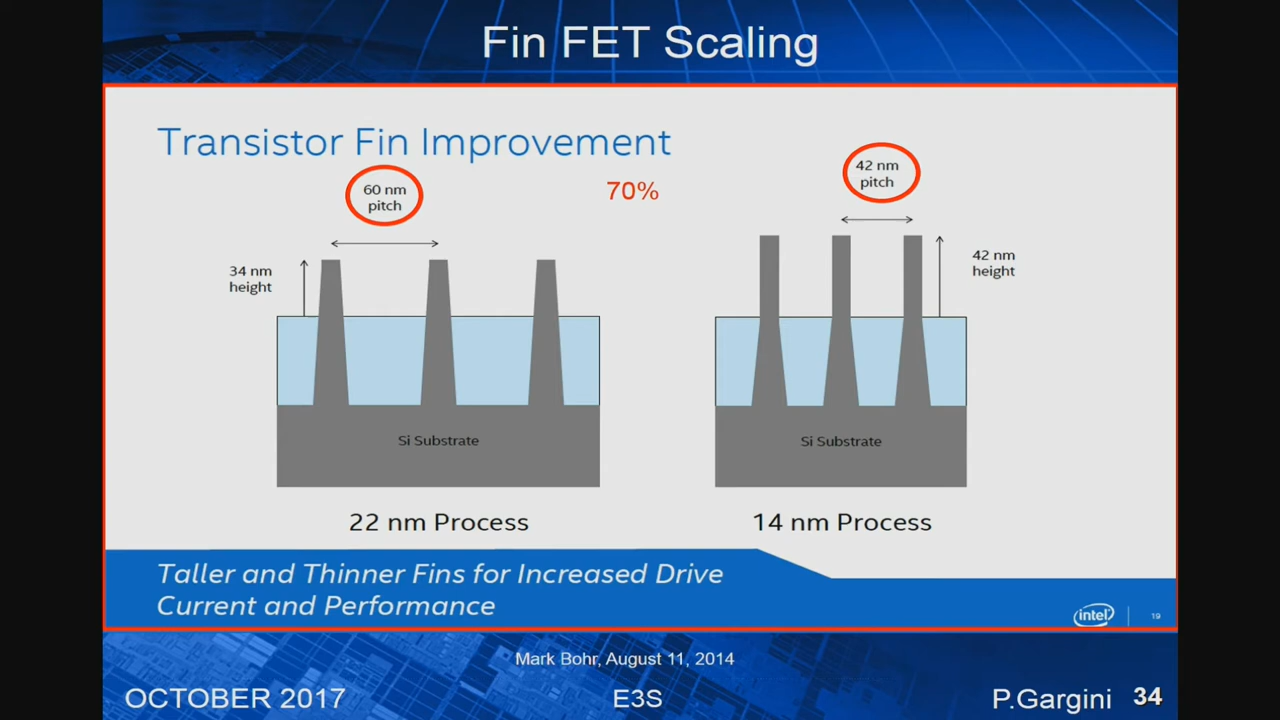 Fin FET Scaling
Transistor Fin Improvement
60 nm
pitch
70%
42 nm
pitch
34 nm
height
42 nm
height
Si Substrate
Si Substrate
22 nm Process
14 nm Process
Taller and Thinner Fins for Increased Drive
Current and Performance
intel
19
Mark Bohr, August 11, 2014
OCTOBER 2017
E3S
P.Gargini
34